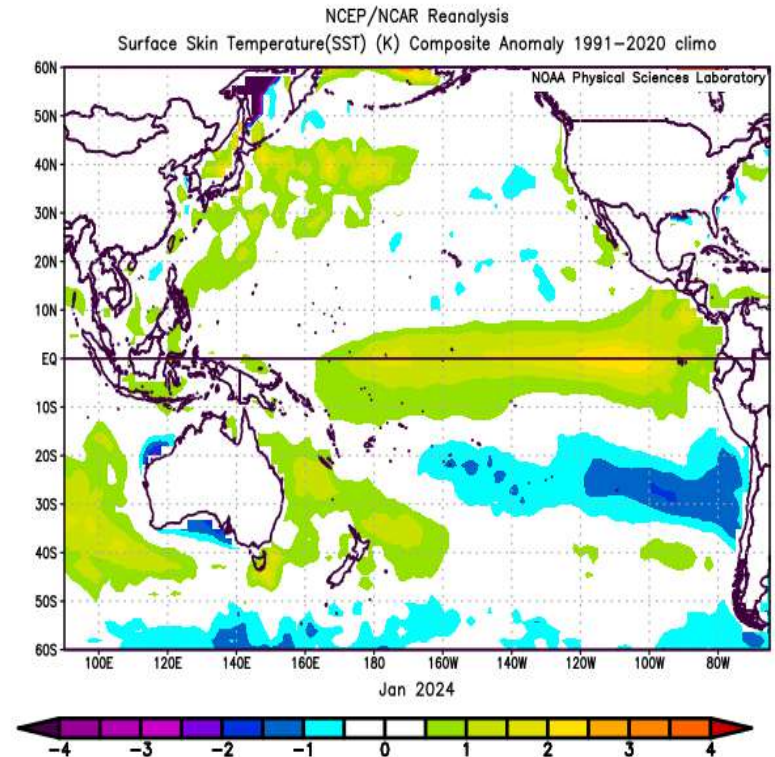 NCEP/NCAR Reanalysis
Surface Skin Temperature(SST) (K) Composite Anomaly 1991-2020 climo
NOAA Physical Sciences Laboratory
60N
50N
40N
30N
20N
10N
EQ
10S
20S
30S
40S
50S
60S
100E 120E 140E 160E 180 160W 140W 120W 100W 80W
Jan 2024
-4 -3 -2 -1 0 1 2 3 4